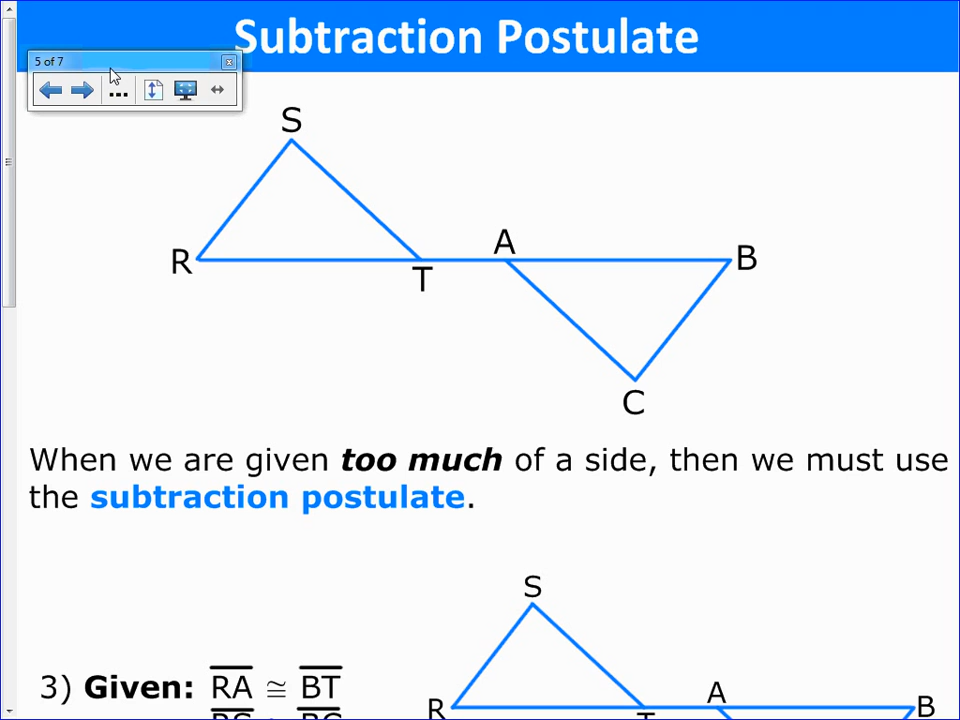 Subtraction Postulate
5 of 7
S
A
R
B
T
C
When we are given too much of a side, then we must use
the subtraction postulate.
S
3) Given: RA ≅ BT
A
R
T
B